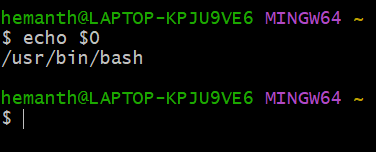 hemanth@LAPTOP-KPJU9VE6 MINGW64 ~
$ echo $0
/usr/bin/bash
hemanth@LAPTOP-KPJU9VE6 MINGW64 ~
$